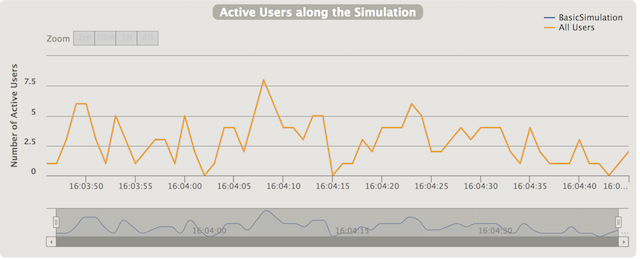 Active Users along the Simulation
BasicSimulation
All Users
Zoom
Number of Active Users
7.5
5
2.5
0
16:03:50 16:03:55 16:04:00 16:04:05 16:04:10 16:04:15 16:04:20 16:04:25 16:04:30 16:04:35 16:04:40 16:0...
16:04:00 16:04:15 16:04:30 ...